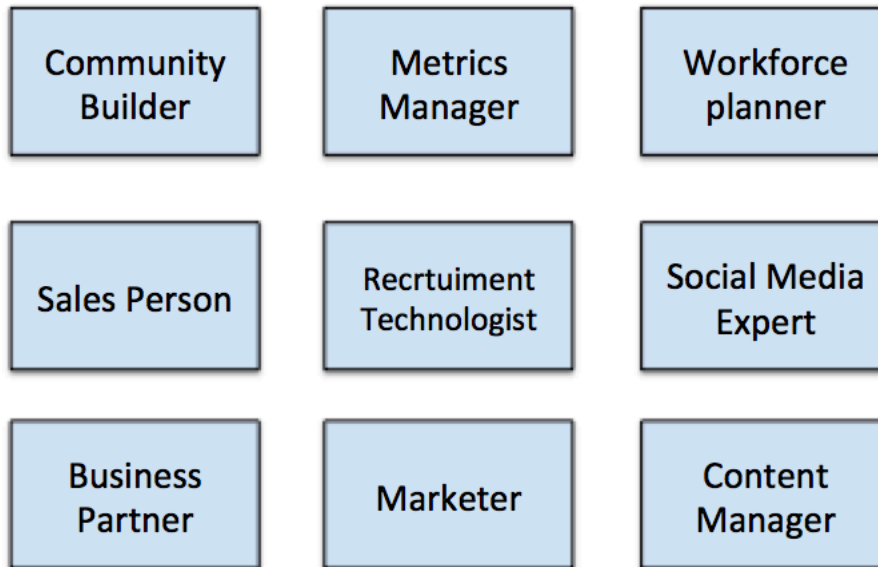 Community
Builder
Metrics
Manager
Workforce
planner
Sales Person
Recrtuiment
Technologist
Social Media
Expert
Business
Partner
Marketer
Content
Manager